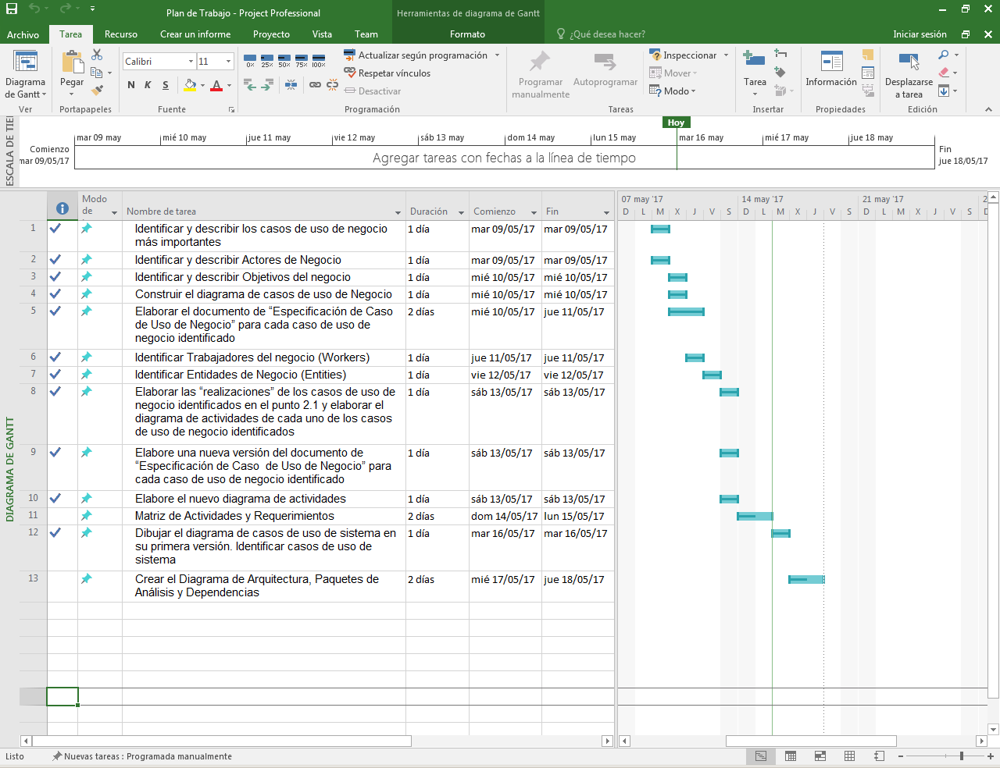 Plan de Trabajo - Project Professional
Herramientas de diagrama de Gantt
Archivo Tarea Recurso Crear un informe Proyecto Vista Team Formato ¿Qué desea hacer? Iniciar sesión
Diagrama de Gantt
Ver
Pegar
Portapapeles
Calibri 11
N K S
Fuente
0% 25% 50% 75% 100%
Actualizar según programación
Respetar vínculos
Desactivar
Programación
Programar manualmente
Autoprogramar
Inspeccionar
Mover
Modo
Tareas
Tarea
Insertar
Información
Propiedades
Desplazarse a tarea
Edición
ESCALA DE TIE
Hoy
mar 09 may mié 10 may jue 11 may vie 12 may sáb 13 may dom 14 may lun 15 may mar 16 may mié 17 may jue 18 may
Comienzo
mar 09/05/17
Agregar tareas con fechas a la línea de tiempo
Fin
jue 18/05/17
DIAGRAMA DE GANTT
Modo de Nombre de tarea Duración Comienzo Fin
07 may '17 14 may '17 21 may '17 2
D L M X J V S D L M X J V S D L M X J V S D
1 Identificar y describir los casos de uso de negocio 1 día mar 09/05/17 mar 09/05/17
más importantes
2 Identificar y describir Actores de Negocio 1 día mar 09/05/17 mar 09/05/17
3 Identificar y describir Objetivos del negocio 1 día mié 10/05/17 mié 10/05/17
4 Construir el diagrama de casos de uso de Negocio 1 día mié 10/05/17 mié 10/05/17
5 Elaborar el documento de “Especificación de Caso 2 días mié 10/05/17 jue 11/05/17
de Uso de Negocio” para cada caso de uso de
negocio identificado
6 Identificar Trabajadores del negocio (Workers) 1 día jue 11/05/17 jue 11/05/17
7 Identificar Entidades de Negocio (Entities) 1 día vie 12/05/17 vie 12/05/17
8 Elaborar las “realizaciones” de los casos de uso de 1 día sáb 13/05/17 sáb 13/05/17
negocio identificados en el punto 2.1 y elaborar el
diagrama de actividades de cada uno de los casos
de uso de negocio identificados
9 Elabore una nueva versión del documento de 1 día sáb 13/05/17 sáb 13/05/17
“Especificación de Caso de Uso de Negocio” para
cada caso de uso de negocio identificado
10 Elabore el nuevo diagrama de actividades 1 día sáb 13/05/17 sáb 13/05/17
11 Matriz de Actividades y Requerimientos 2 días dom 14/05/17 lun 15/05/17
12 Dibujar el diagrama de casos de uso de sistema en 1 día mar 16/05/17 mar 16/05/17
su primera versión. Identificar casos de uso de
sistema
13 Crear el Diagrama de Arquitectura, Paquetes de 2 días mié 17/05/17 jue 18/05/17
Análisis y Dependencias
Listo Nuevas tareas : Programada manualmente